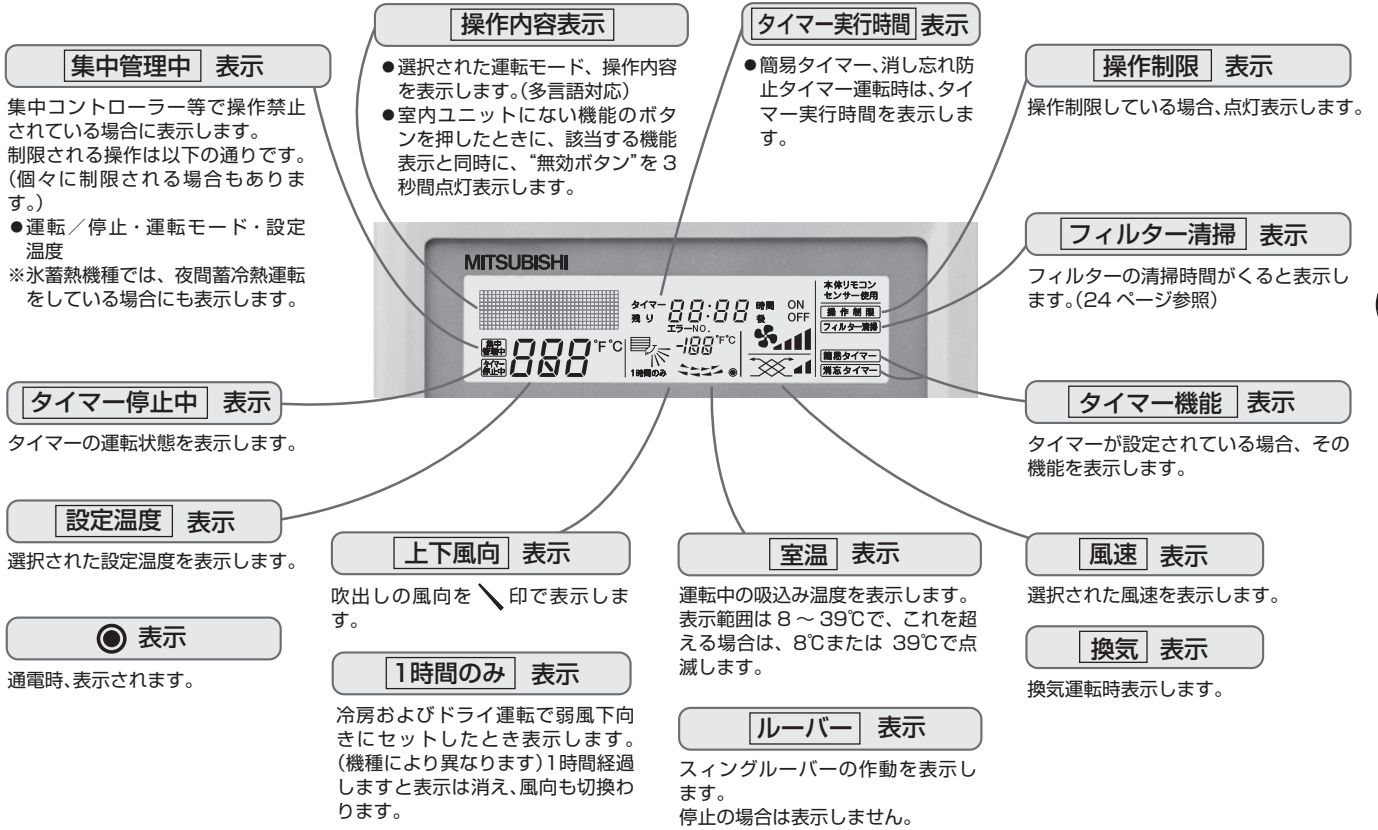 集中管理中 表示
集中コントローラー等で操作禁止
されている場合に表示します。
制限される操作は以下の通りです。
(個々に制限される場合もありま
す。)
●運転／停止・運転モード・設定
温度
※氷蓄熱機種では、夜間蓄冷熱運転
をしている場合にも表示します。
操作内容表示
●選択された運転モード、操作内容
を表示します。(多言語対応)
●室内ユニットにない機能のボタ
ンを押したときに、該当する機能
表示と同時に、“無効ボタン”を3
秒間点灯表示します。
タイマー実行時間 表示
●簡易タイマー、消し忘れ防
止タイマー運転時は、タイ
マー実行時間を表示しま
す。
操作制限 表示
操作制限している場合、点灯表示します。
フィルター清掃 表示
フィルターの清掃時間がくると表示し
ます。(24 ページ参照)
MITSUBISHI
タイマー
残り
88:88
時間
後
ON
OFF
エラーNO.
本体リモコン
センサー使用
操作制限
フィルター清掃
集中
管理中
タイマー
停止中
888
°F°C
1時間のみ
-188
°F°C
簡易タイマー
消忘タイマー
タイマー停止中 表示
タイマーの運転状態を表示します。
タイマー機能 表示
タイマーが設定されている場合、その
機能を表示します。
設定温度 表示
選択された設定温度を表示します。
◉ 表示
通電時、表示されます。
上下風向 表示
吹出しの風向を 印で表示しま
す。
1時間のみ 表示
冷房およびドライ運転で弱風下向
きにセットしたとき表示します。
(機種により異なります)1時間経過
しますと表示は消え、風向も切換わ
ります。
室温 表示
運転中の吸込み温度を表示します。
表示範囲は 8 ～ 39℃で、これを超
える場合は、8℃または 39℃で点
滅します。
ルーバー 表示
スィングルーバーの作動を表示し
ます。
停止の場合は表示しません。
風速 表示
選択された風速を表示します。
換気 表示
換気運転時表示します。